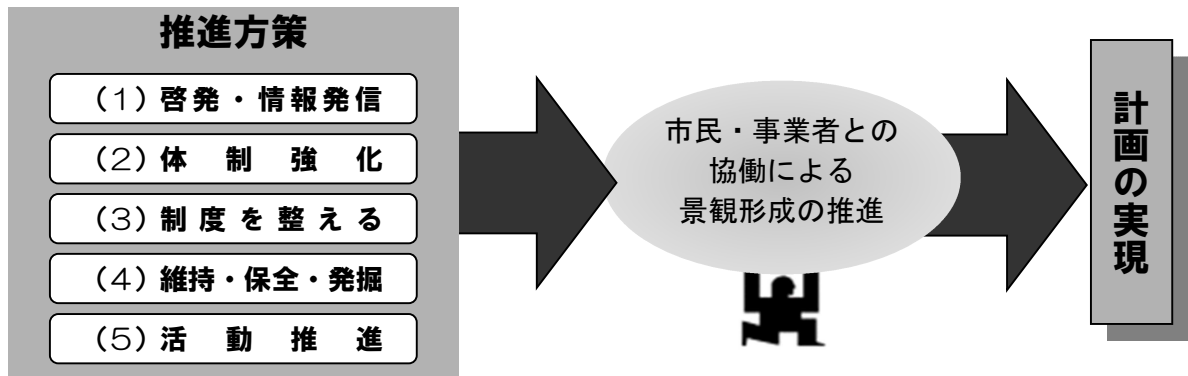 推進方策
（1）啓発・情報発信
（2）体制強化
（3）制度を整える
（4）維持・保全・発掘
（5）活動推進
市民・事業者との
協働による
景観形成の推進
計画の実現